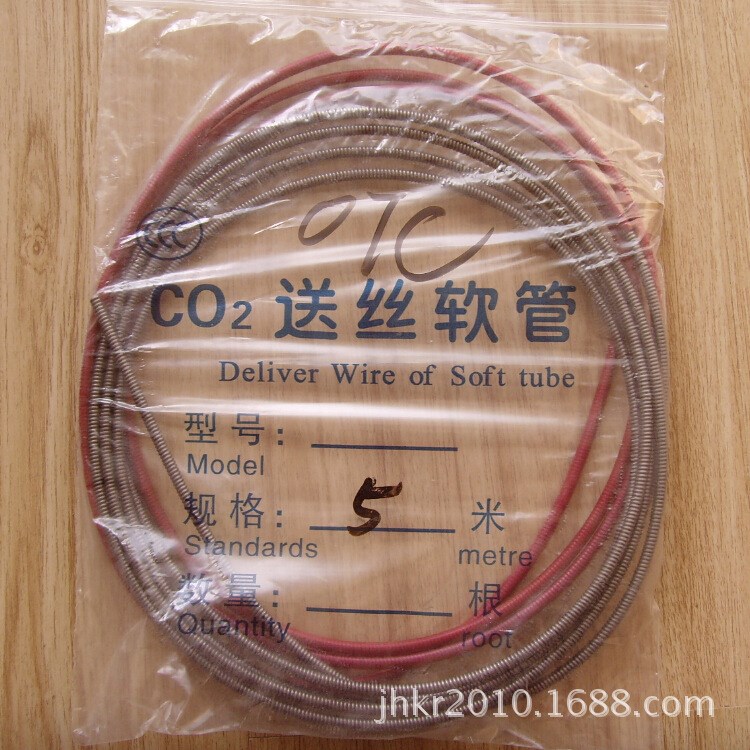 OTC
CCC
CO2 送丝软管
Deliver Wire of Soft tube
型号:
Model
规格: 5 米
Standards metre
数量: 根
Quantity root
jhkr2010.1688.com